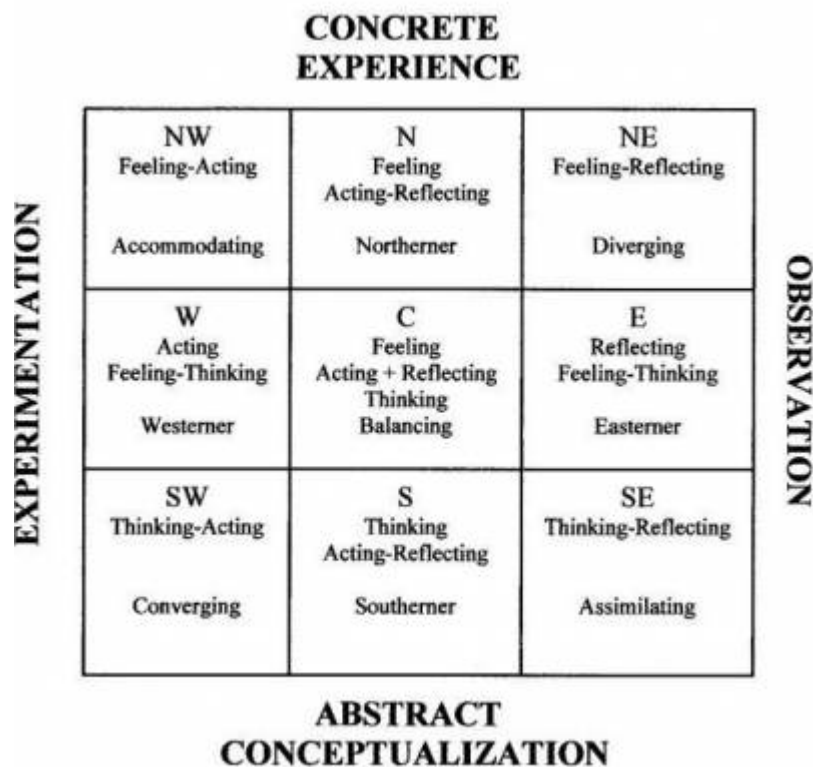 CONCRETE
EXPERIENCE
NW
Feeling-Acting
Accommodating
N
Feeling
Acting-Reflecting
Northerner
NE
Feeling-Reflecting
Diverging
EXPERIMENTATION
W
Acting
Feeling-Thinking
Westerner
C
Feeling
Acting + Reflecting
Thinking
Balancing
E
Reflecting
Feeling-Thinking
Easterner
OBSERVATION
SW
Thinking-Acting
Converging
S
Thinking
Acting-Reflecting
Southerner
SE
Thinking-Reflecting
Assimilating
ABSTRACT
CONCEPTUALIZATION